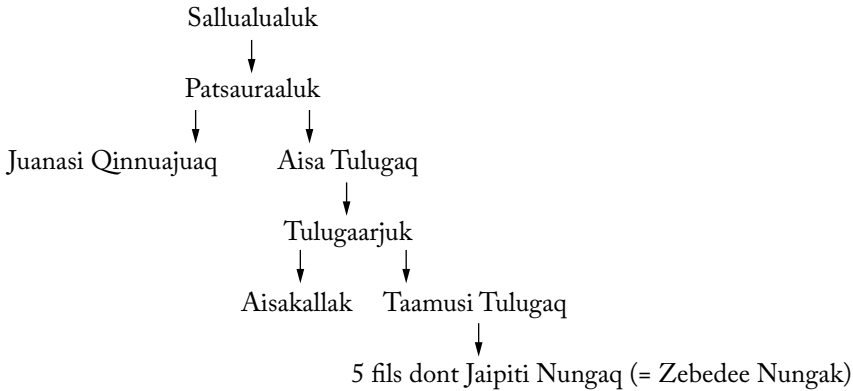 Sallualualuk
Patsauraaluk
Juanasi Qinnuajuaq Aisa Tulugaq
Tulugaarjuk
Aisakallak Taamusi Tulugaq
5 fils dont Jaipiti Nungaq (= Zebedee Nungak)